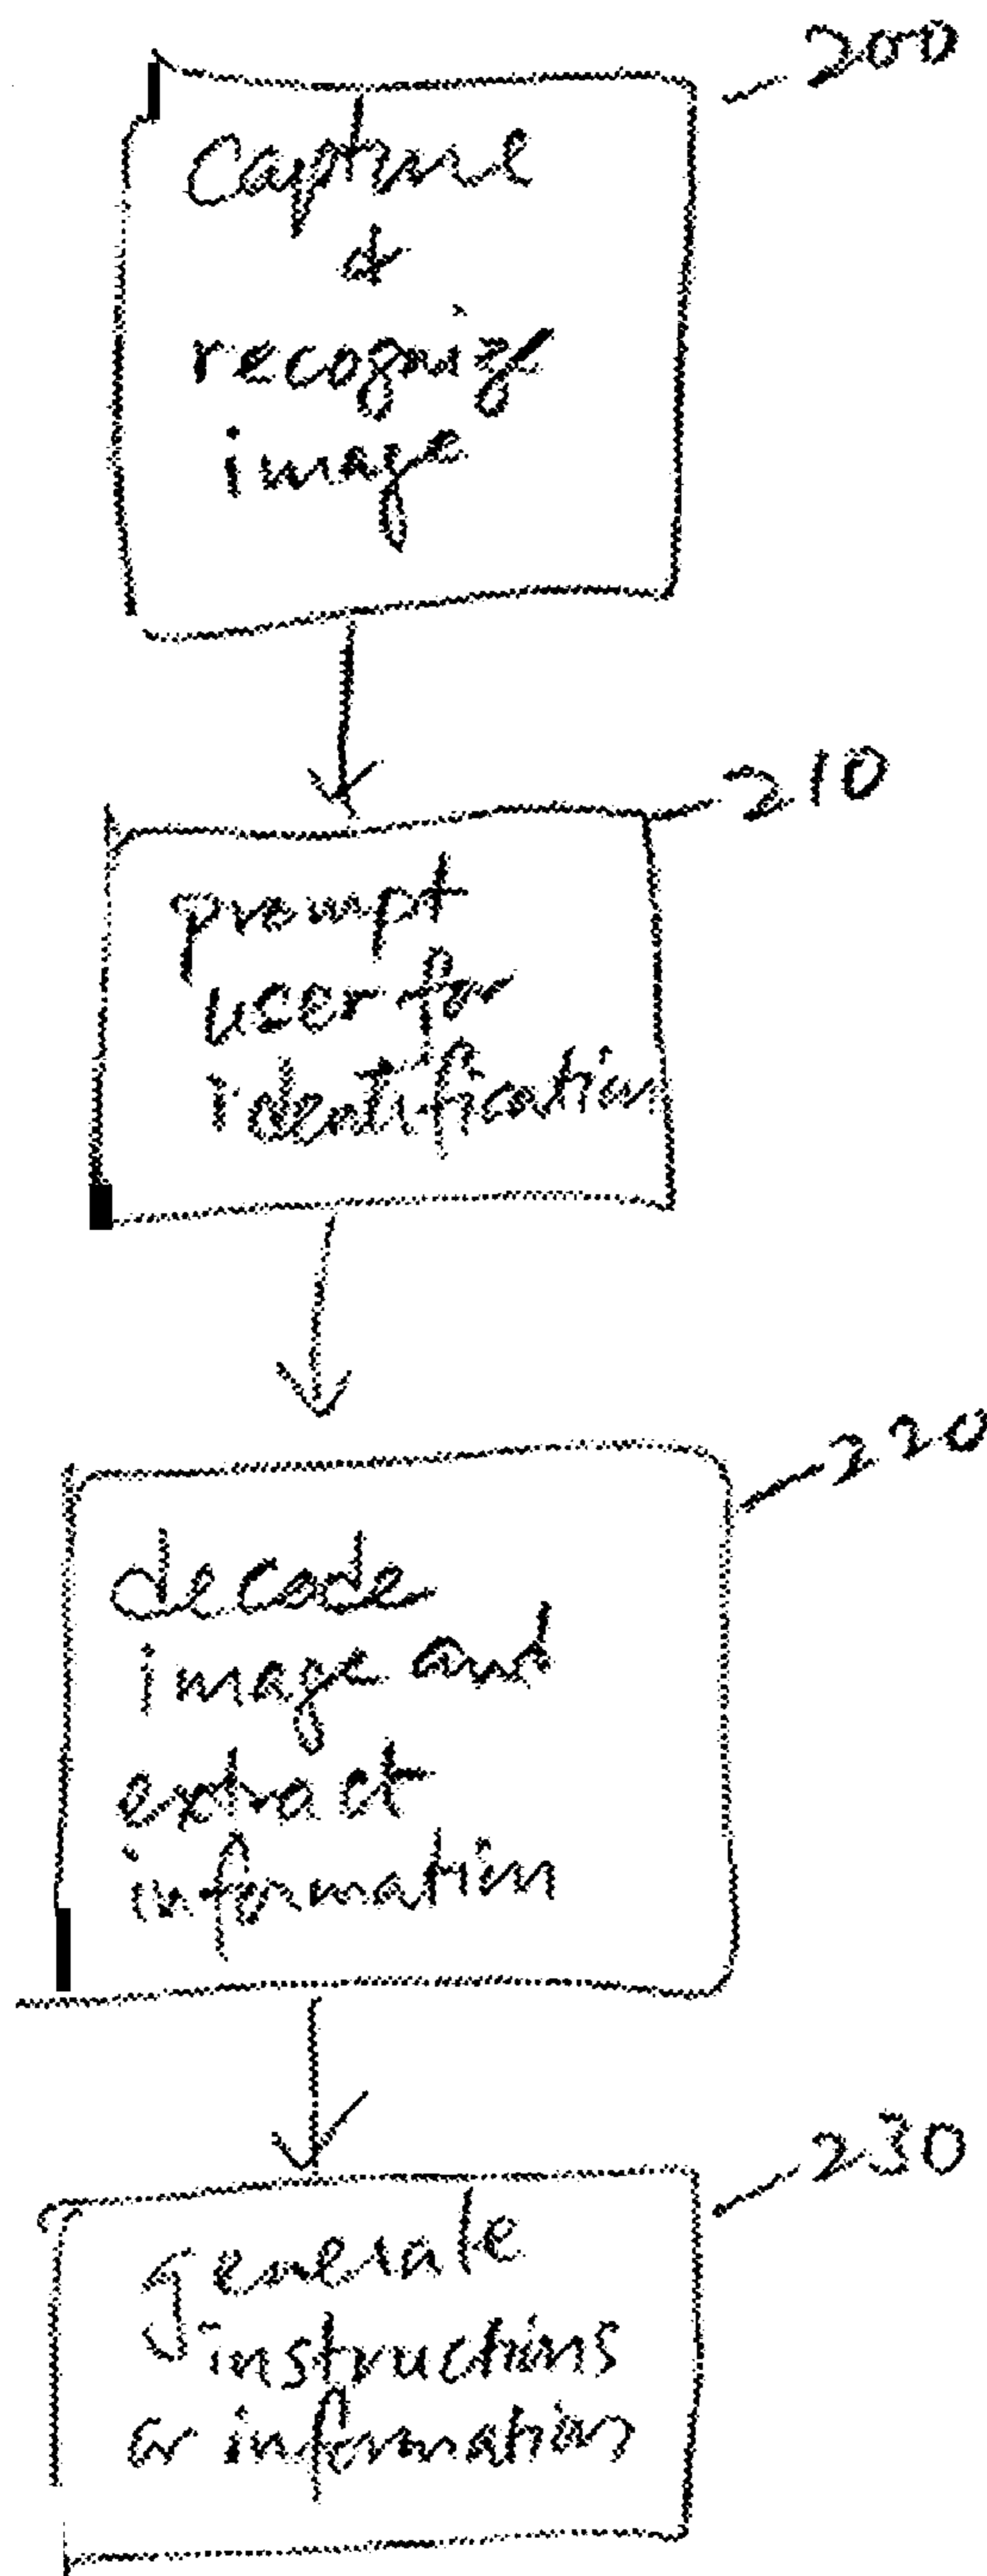 200
capture
&
recognize
image
210
prompt
user for
identification
220
decode
image and
extract
information
230
generate
instructions
or information